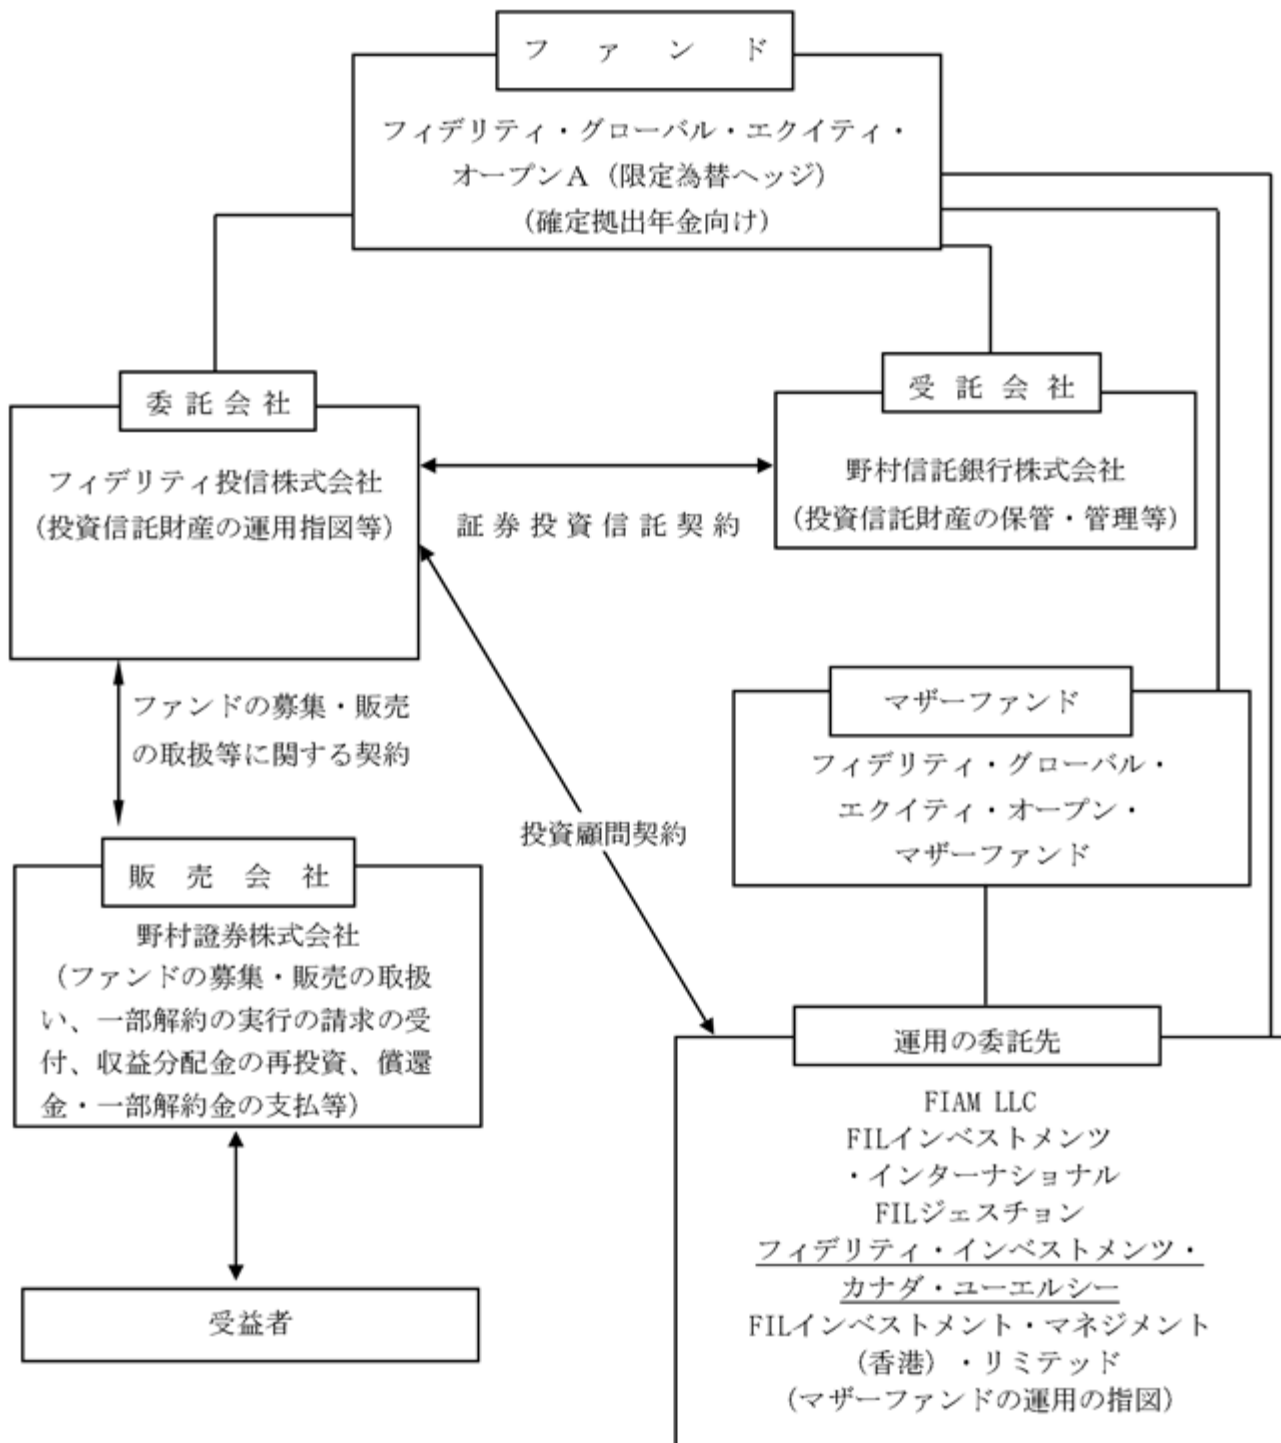 ファンド
フィデリティ・グローバル・エクイティ・
オープンA（限定為替ヘッジ）
（確定拠出年金向け）
委託会社
フィデリティ投信株式会社
（投資信託財産の運用指図等）
証券投資信託契約
受託会社
野村信託銀行株式会社
（投資信託財産の保管・管理等）
ファンドの募集・販売
の取扱等に関する契約
投資顧問契約
マザーファンド
フィデリティ・グローバル・
エクイティ・オープン・
マザーファンド
販売会社
野村證券株式会社
（ファンドの募集・販売の取扱
い、一部解約の実行の請求の受
付、収益分配金の再投資、償還
金・一部解約金の支払等）
受益者
運用の委託先
FIAM LLC
FILインベストメンツ
・インターナショナル
FILジェスチョン
フィデリティ・インベストメンツ・
カナダ・ユーエルシー
FILインベストメント・マネジメント
（香港）・リミテッド
（マザーファンドの運用の指図）